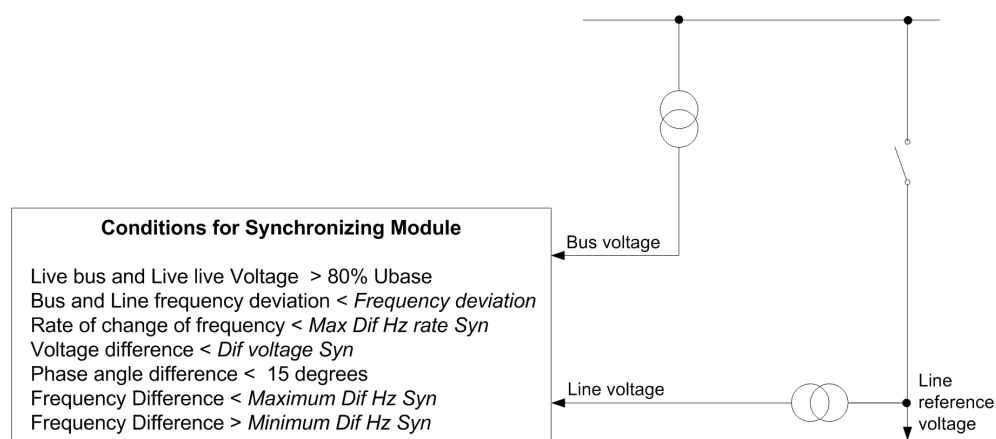 Conditions for Synchronizing Module
Live bus and Live live Voltage > 80% Ubase
Bus and Line frequency deviation < Frequency deviation
Rate of change of frequency < Max Dif Hz rate Syn
Voltage difference < Dif voltage Syn
Phase angle difference < 15 degrees
Frequency Difference < Maximum Dif Hz Syn
Frequency Difference > Minimum Dif Hz Syn
Bus voltage
Line voltage
Line
reference
voltage